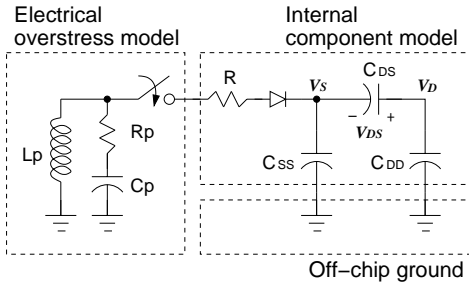 Electrical
overstress model
Internal
component model
R
Vs
CDS
VD
− VDS +
Lp
Rp
Cp
CSS
CDD
Off−chip ground